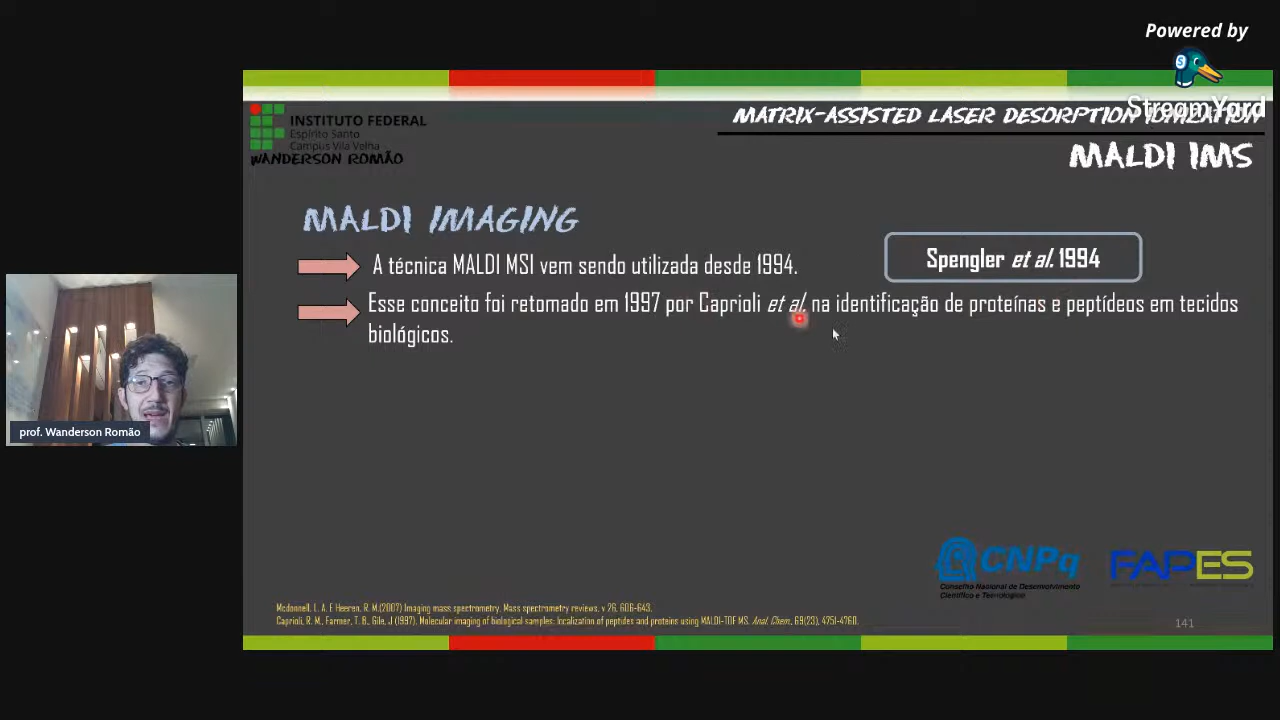 Powered by
StreamYard
INSTITUTO FEDERAL
Espírito Santo
Campus Vila Velha
WANDERSON ROMÃO
MATRIX-ASSISTED LASER DESORPTION IONIZATION
MALDI IMS
MALDI IMAGING
A técnica MALDI MSI vem sendo utilizada desde 1994.
Spengler et al. 1994
Esse conceito foi retomado em 1997 por Caprioli et al. na identificação de proteínas e peptídeos em tecidos
biológicos.
prof. Wanderson Romão
CNPq
Conselho Nacional de Desenvolvimento
Científico e Tecnológico
FAPES
Mcdonnell, L. A. E Heeren, R. M.(2007) Imaging mass spectrometry. Mass spectrometry reviews, v 26, 606-643.
Caprioli, R. M., Farmer, T. B., Gile, J (1997). Molecular imaging of biological samples: localization of peptides and proteins using MALDI-TOF MS. Anal. Chem., 69(23), 4751-4760.
141